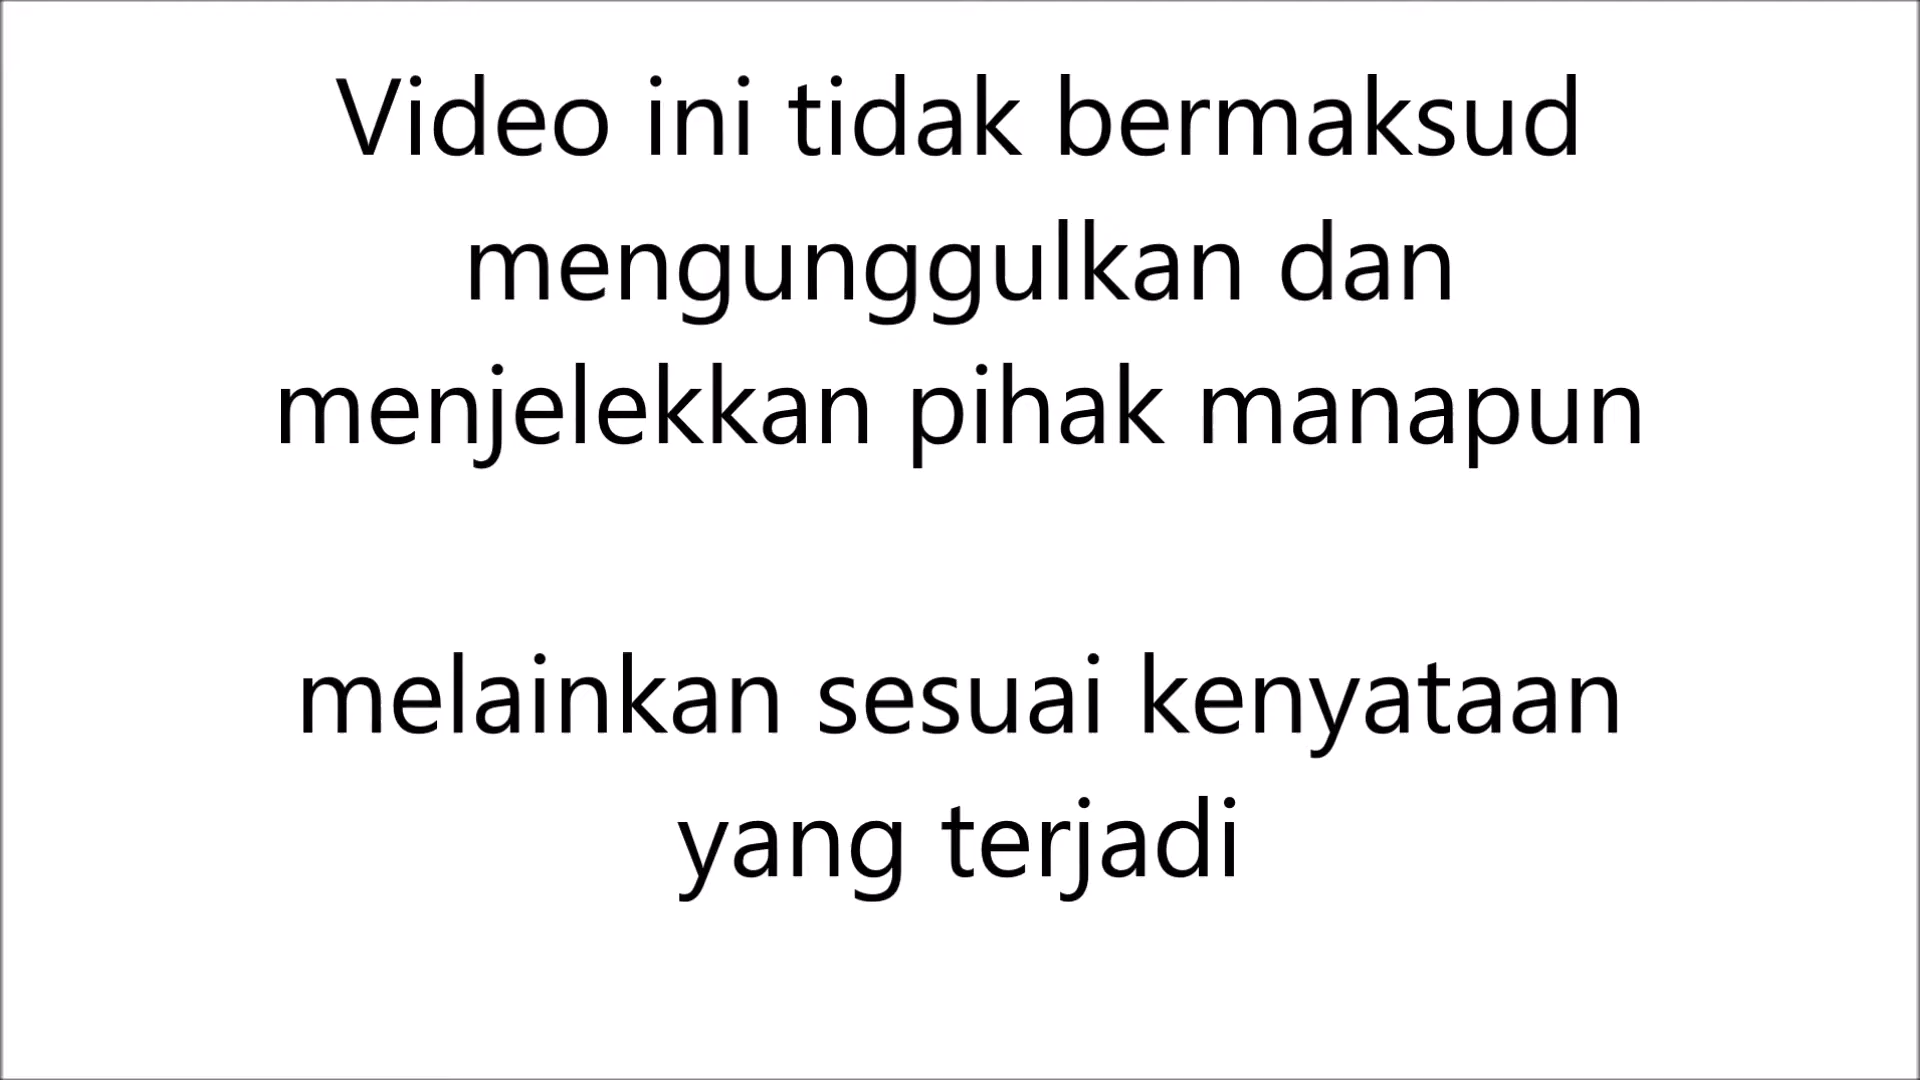 Video ini tidak bermaksud
mengunggulkan dan
menjelekkan pihak manapun
melainkan sesuai kenyataan
yang terjadi